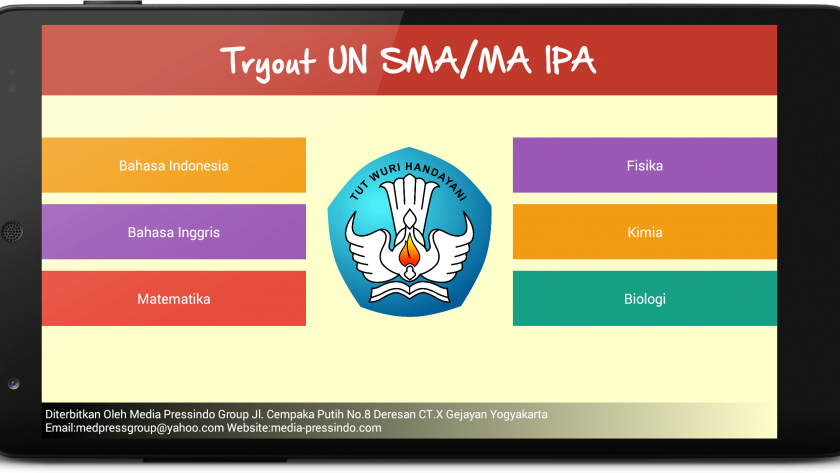 Tryout UN SMA/MA IPA
Bahasa Indonesia
Bahasa Inggris
Matematika
TUT WURI HANDAYANI
Fisika
Kimia
Biologi
Diterbitkan Oleh Media Pressindo Group Jl. Cempaka Putih No.8 Deresan CT.X Gejayan Yogyakarta
Email:medpressgroup@yahoo.com Website:media-pressindo.com